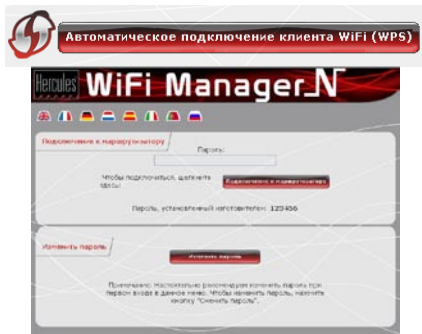 Автоматическое подключение клиента WiFi (WPS)
Hercules WiFi Manager_N
Подключение к маршрутизатору
Пароль:
Чтобы подключиться, щелкните
здесь:
Подключение к маршрутизатору
Пароль, установленный изготовителем: 123456
Изменить пароль
Изменить пароль
Примечание: Настоятельно рекомендуем изменить пароль при
первом входе в данное меню. Чтобы изменить пароль, нажмите
кнопку "Сменить пароль".